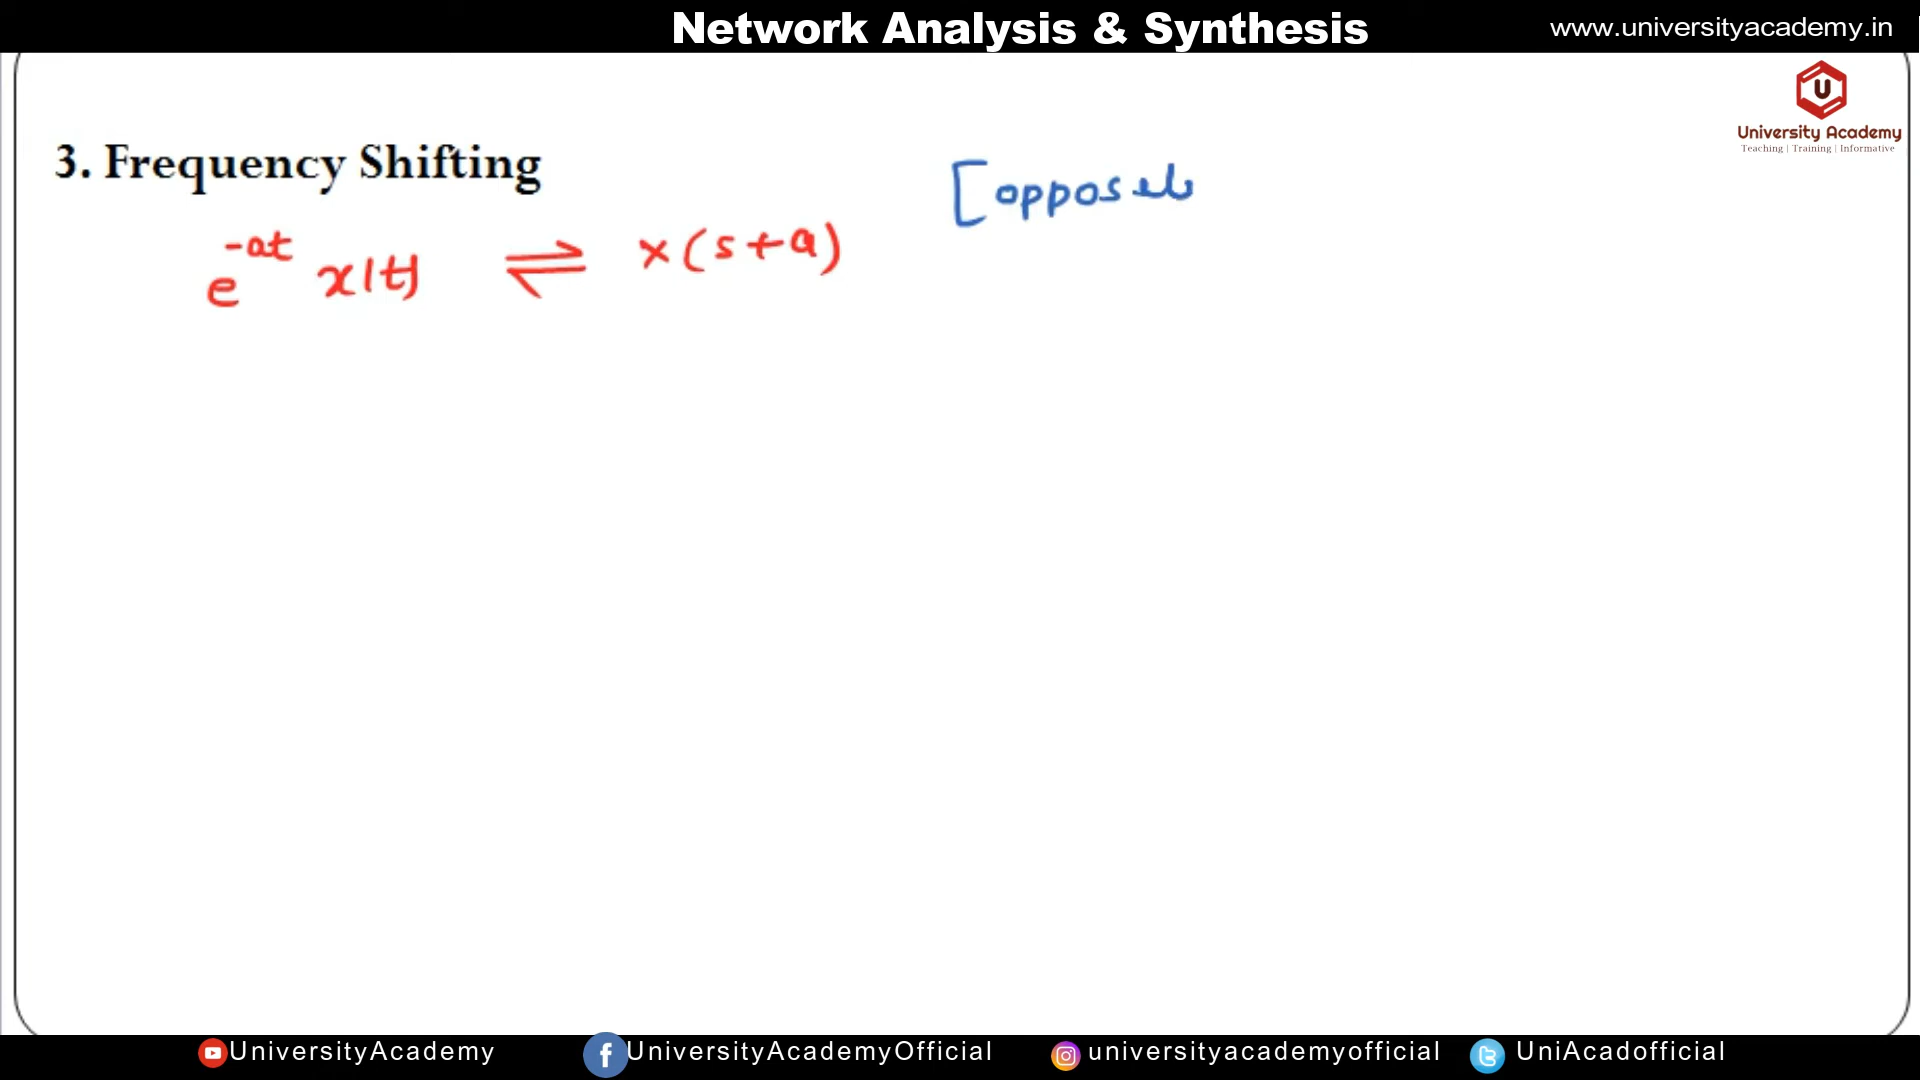 Network Analysis & Synthesis
www.universityacademy.in
U
University Academy
Teaching | Training | Informative
3. Frequency Shifting
e^{-at} x(t) ⇌ x(s+a)
UniversityAcademy
UniversityAcademyOfficial
universityacademyofficial
UniAcadofficial